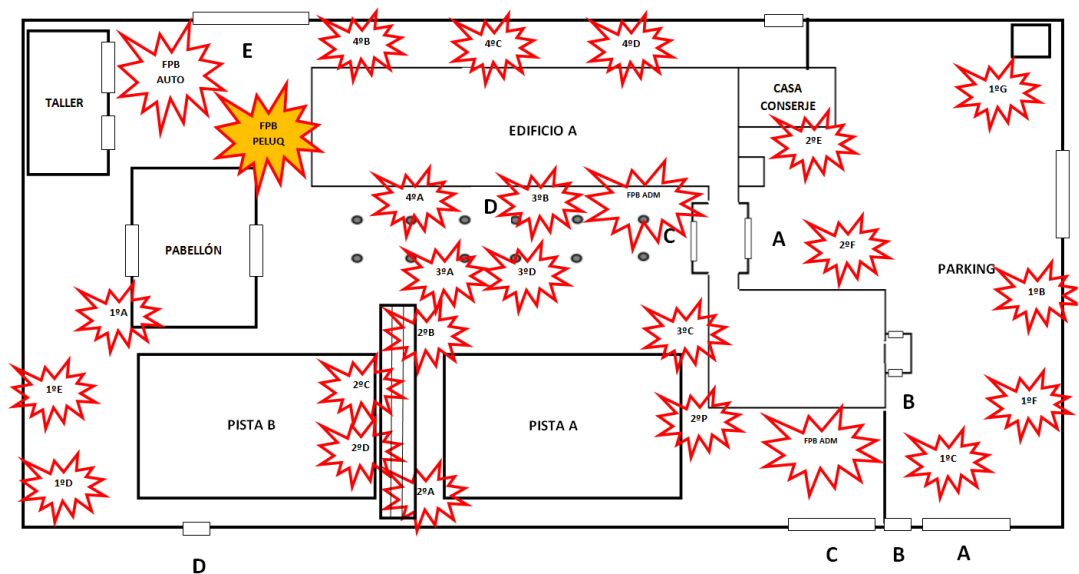 E
4ºB
4ºC
4ºD
FPB
AUTO
TALLER
CASA
CONSERJE
1ºG
FPB
PELUQ
EDIFICIO A
2ºE
4ºA
D
3ºB
FPB ADM
C
A
2ºF
PABELLÓN
3ºA
3ºD
PARKING
1ºA
1ºB
2ºB
3ºC
1ºE
2ºC
B
1ºF
PISTA B
PISTA A
2ºP
2ºD
FPB ADM
1ºC
1ºD
2ºA
D
C
B
A